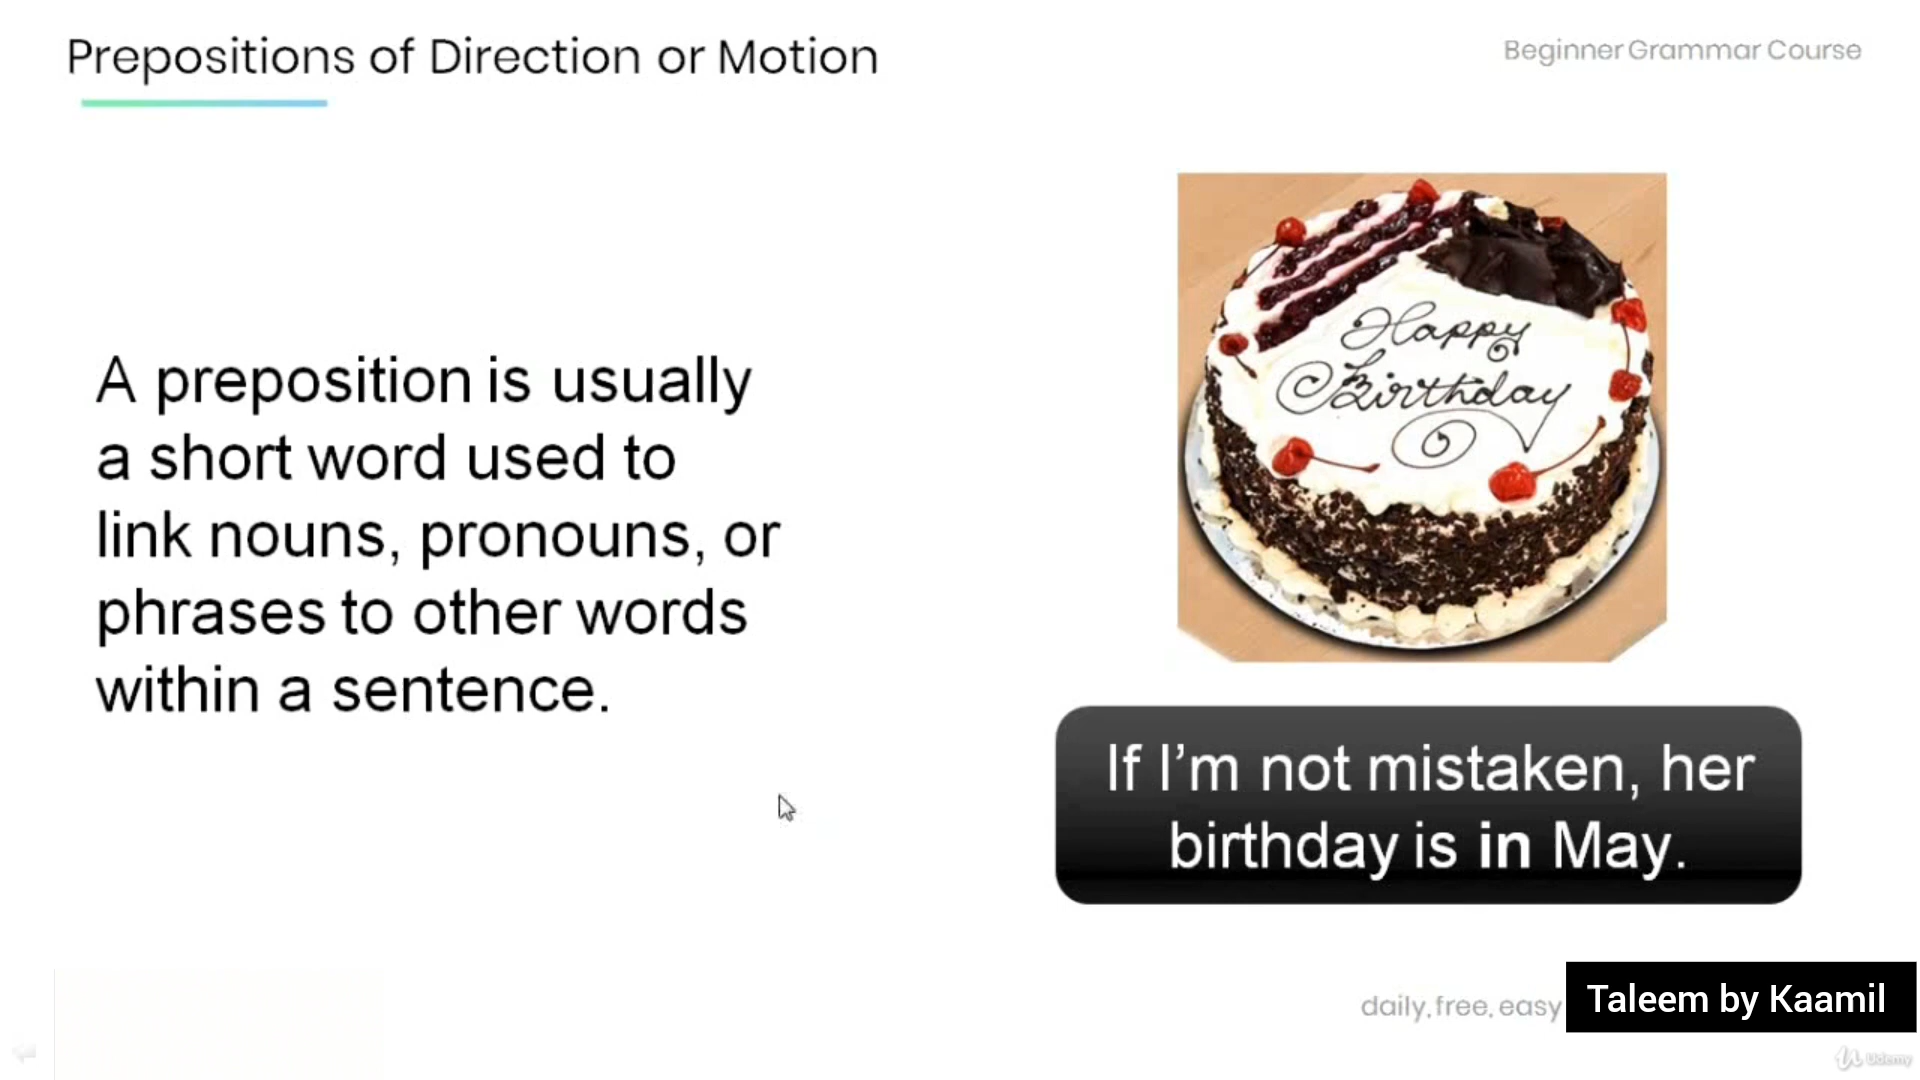 Prepositions of Direction or Motion
Beginner Grammar Course
Happy
Birthday
A preposition is usually
a short word used to
link nouns, pronouns, or
phrases to other words
within a sentence.
If I’m not mistaken, her
birthday is in May.
daily, free, easy
Taleem by Kaamil
Udemy